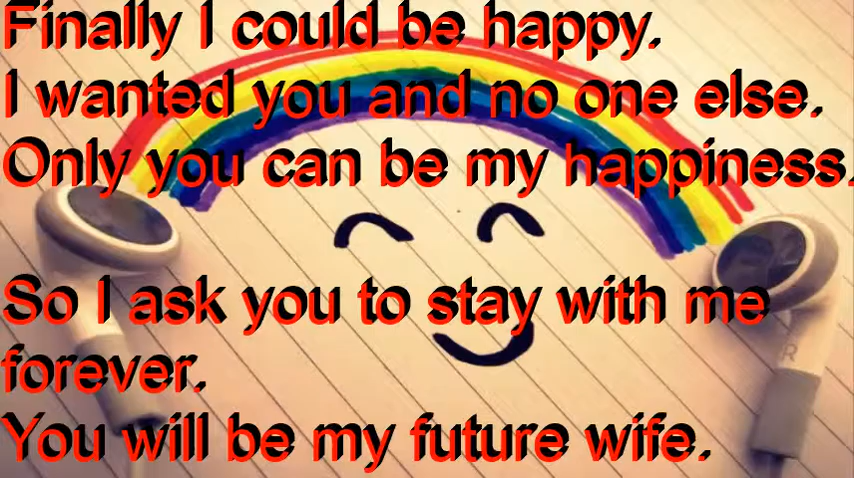 Finally I could be happy.
I wanted you and no one else.
Only you can be my happiness.
So I ask you to stay with me
forever.
You will be my future wife.
R